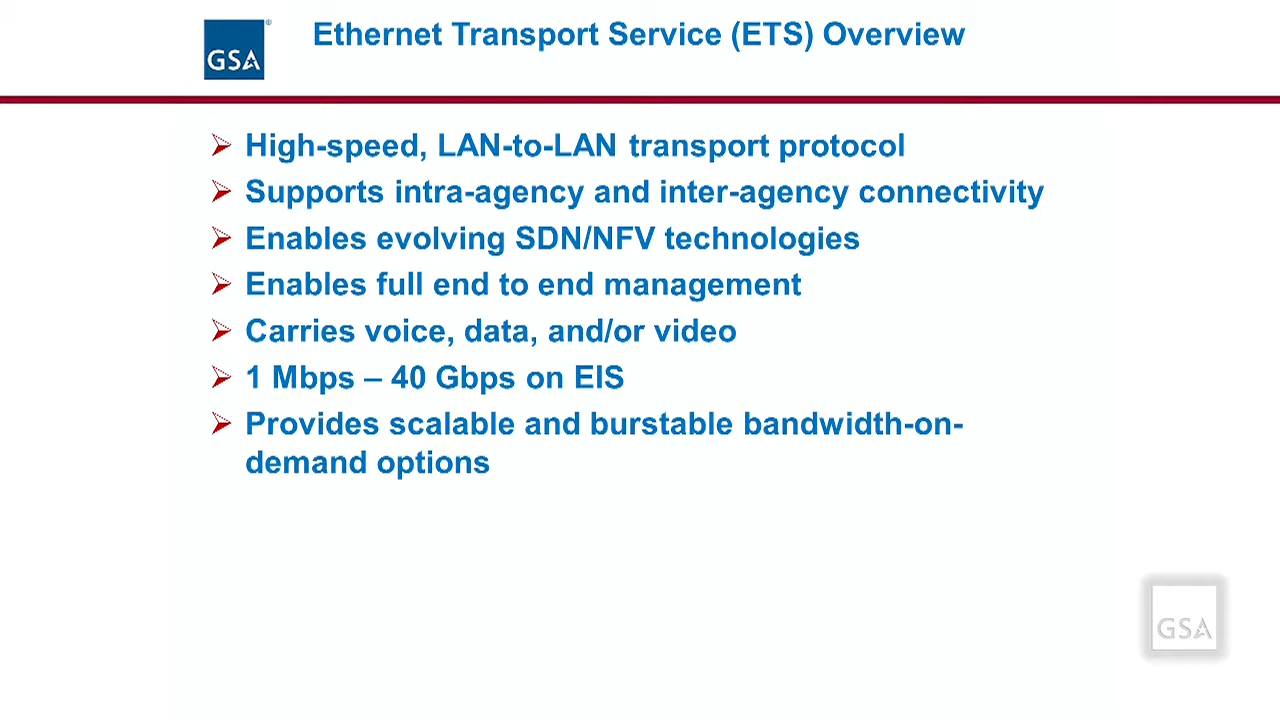 GSA
®
Ethernet Transport Service (ETS) Overview
➢ High-speed, LAN-to-LAN transport protocol
➢ Supports intra-agency and inter-agency connectivity
➢ Enables evolving SDN/NFV technologies
➢ Enables full end to end management
➢ Carries voice, data, and/or video
➢ 1 Mbps – 40 Gbps on EIS
➢ Provides scalable and burstable bandwidth-on-
demand options
GSA